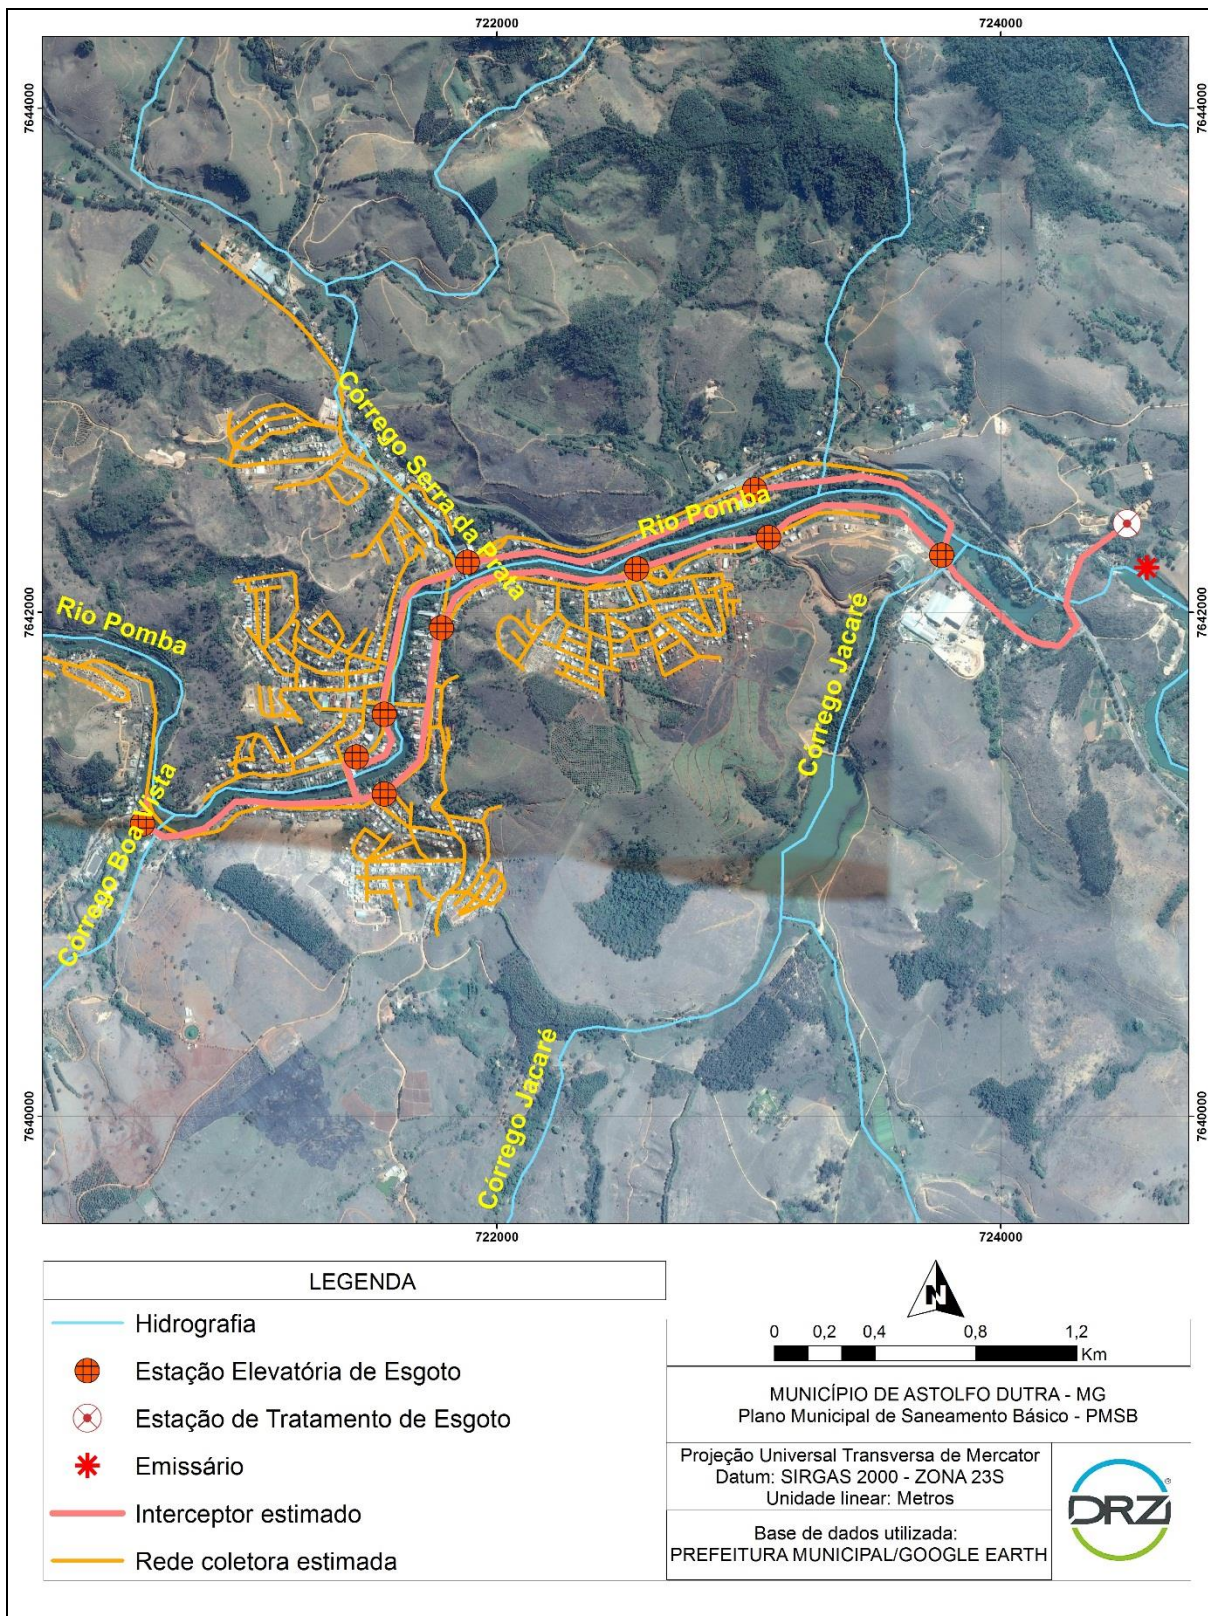 722000
724000
7644000
7644000
Córrego Serra da Prata
Rio Pomba
Rio Pomba
7642000
7642000
Córrego Jacaré
Córrego Boa Vista
Córrego Jacaré
7640000
7640000
722000
724000
LEGENDA
Hidrografia
Estação Elevatória de Esgoto
Estação de Tratamento de Esgoto
Emissário
Interceptor estimado
Rede coletora estimada
N
0 0,2 0,4 0,8 1,2
Km
MUNICÍPIO DE ASTOLFO DUTRA - MG
Plano Municipal de Saneamento Básico - PMSB
Projeção Universal Transversa de Mercator
Datum: SIRGAS 2000 - ZONA 23S
Unidade linear: Metros
Base de dados utilizada:
PREFEITURA MUNICIPAL/GOOGLE EARTH
DRZ®